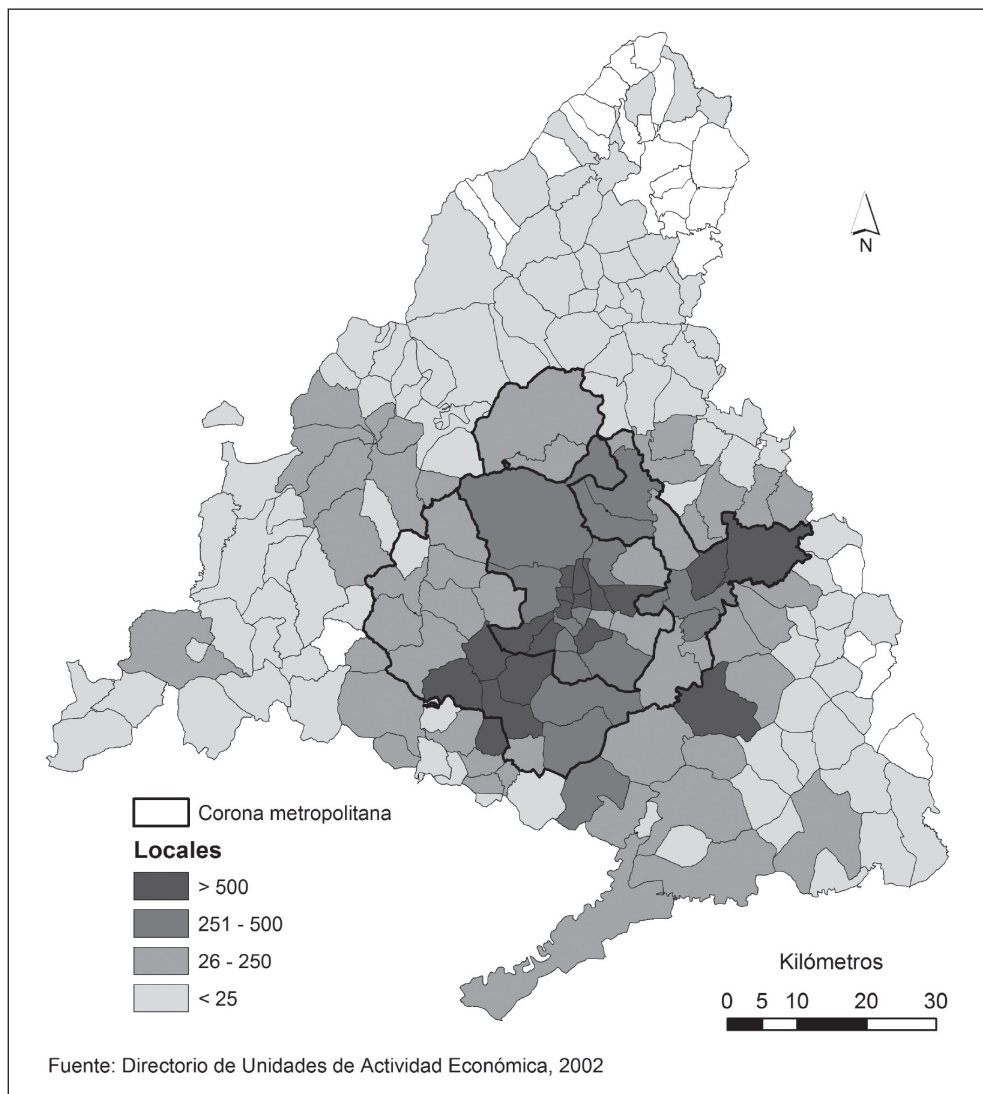 N
Corona metropolitana
Locales
> 500
251 - 500
26 - 250
< 25
Kilómetros
0 5 10 20 30
Fuente: Directorio de Unidades de Actividad Económica, 2002